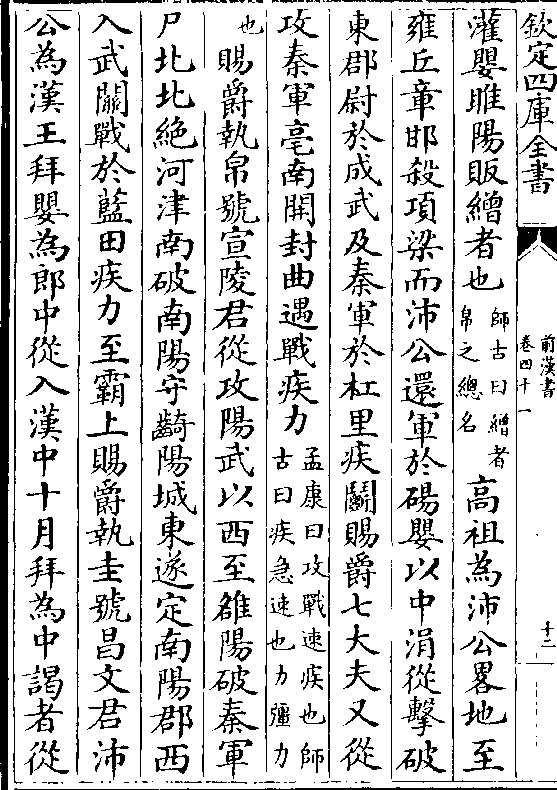 欽定四庫全書
前漢書
卷四十一
十二
灌嬰睢陽販繒者也師古曰繒者帛之總名高祖為沛公畧地至
雍丘章邯殺項梁而沛公還軍於碭嬰以中涓從擊破
東郡尉於成武及秦軍於杠里疾鬭賜爵七大夫又從
攻秦軍亳南開封曲遇戰疾力孟康曰攻戰速疾也師古曰疾急速也力彊力
也賜爵執帛號宣陵君從攻陽武以西至雒陽破秦軍
尸北北絶河津南破南陽守齮陽城東遂定南陽郡西
入武關戰於藍田疾力至霸上賜爵執圭號昌文君沛
公為漢王拜嬰為郎中從入漢中十月拜為中謁者從